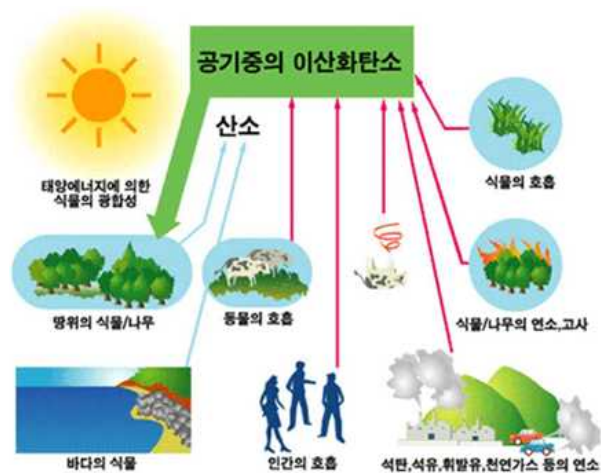 공기중의 이산화탄소
산소
태양에너지에 의한
식물의 광합성
식물의 호흡
땅위의 식물/나무
동물의 호흡
식물/나무의 연소,고사
바다의 식물
인간의 호흡
석탄,석유,휘발유,천연가스 등의 연소